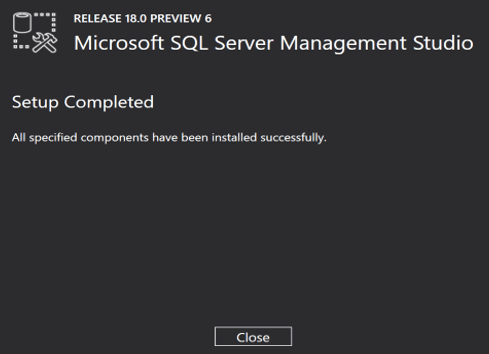 RELEASE 18.0 PREVIEW 6
Microsoft SQL Server Management Studio
Setup Completed
All specified components have been installed successfully.
Close